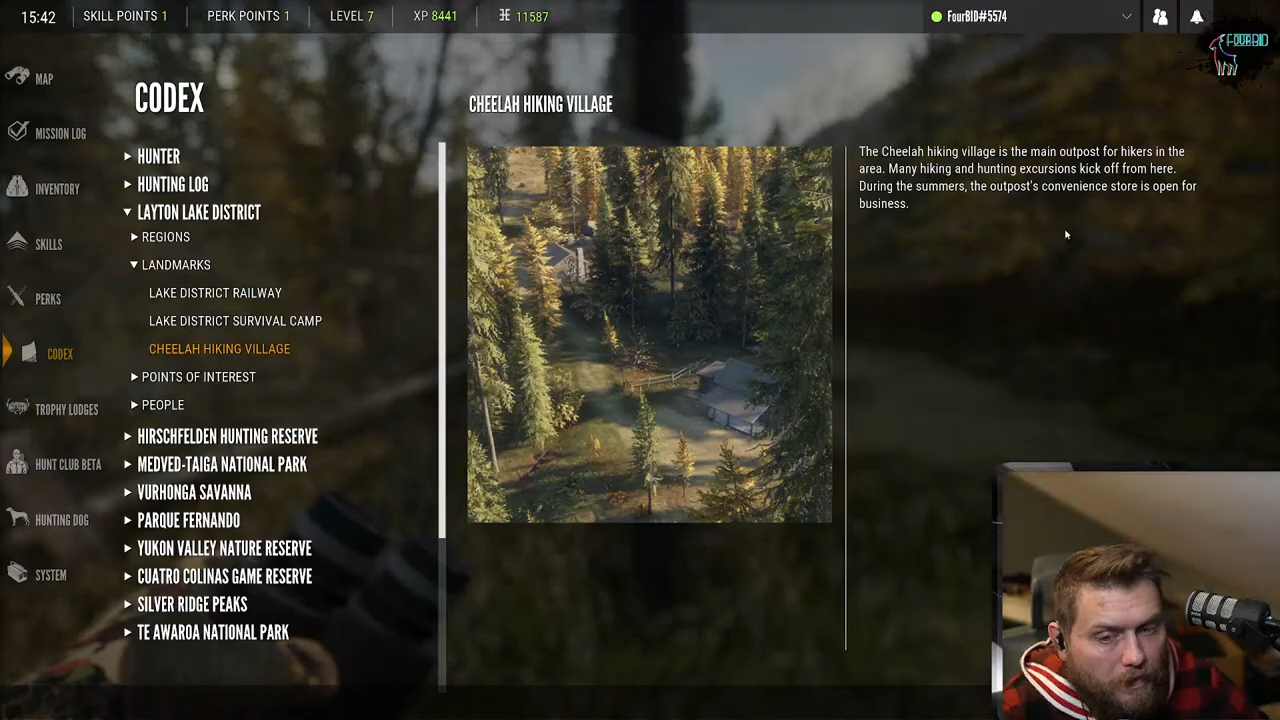 15:42 SKILL POINTS 1 PERK POINTS 1 LEVEL 7 XP 8441 11587 FourBID#5574
FOURBID
MAP
MISSION LOG
INVENTORY
SKILLS
PERKS
CODEX
TROPHY LODGES
HUNT CLUB BETA
HUNTING DOG
SYSTEM
CODEX
HUNTER
HUNTING LOG
LAYTON LAKE DISTRICT
REGIONS
LANDMARKS
LAKE DISTRICT RAILWAY
LAKE DISTRICT SURVIVAL CAMP
CHEELAH HIKING VILLAGE
POINTS OF INTEREST
PEOPLE
HIRSCHFELDEN HUNTING RESERVE
MEDVED-TAIGA NATIONAL PARK
VURHONGA SAVANNA
PARQUE FERNANDO
YUKON VALLEY NATURE RESERVE
CUATRO COLINAS GAME RESERVE
SILVER RIDGE PEAKS
TE AWAROA NATIONAL PARK
CHEELAH HIKING VILLAGE
The Cheelah hiking village is the main outpost for hikers in the
area. Many hiking and hunting excursions kick off from here.
During the summers, the outpost's convenience store is open for
business.